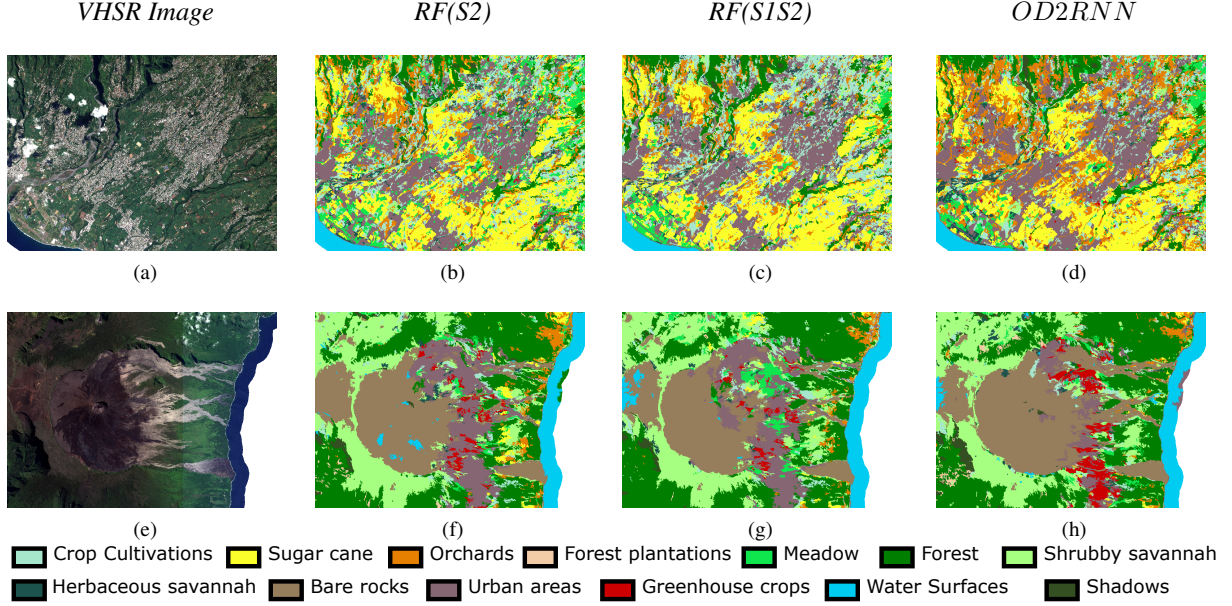 VHSR Image RF(S2) RF(S1S2) OD2RNN
(a) (b) (c) (d)
(e) (f) (g) (h)
Crop Cultivations Sugar cane Orchards Forest plantations Meadow Forest Shrubby savannah
Herbaceous savannah Bare rocks Urban areas Greenhouse crops Water Surfaces Shadows